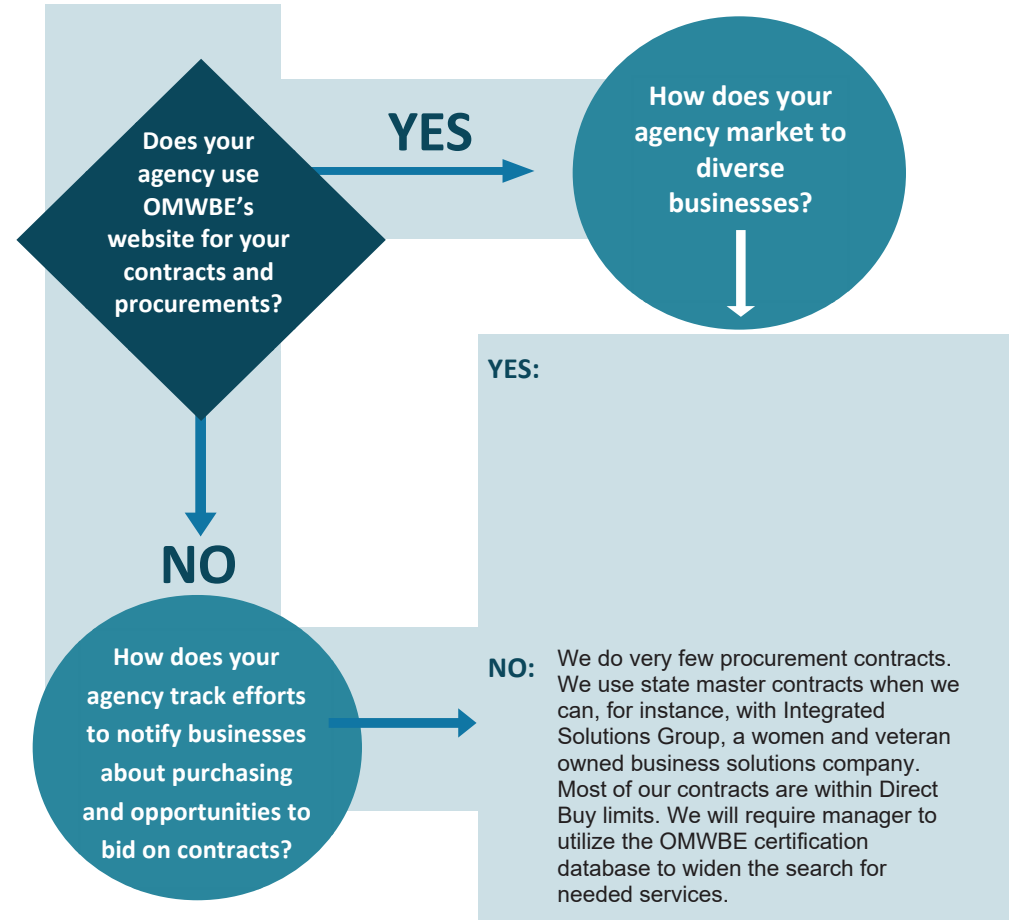 Does your
agency use
OMWBE’s
website for your
contracts and
procurements?
YES
How does your
agency market to
diverse
businesses?
YES:
NO
How does your
agency track efforts
to notify businesses
about purchasing
and opportunities to
bid on contracts?
NO:
We do very few procurement contracts.
We use state master contracts when we
can, for instance, with Integrated
Solutions Group, a women and veteran
owned business solutions company.
Most of our contracts are within Direct
Buy limits. We will require manager to
utilize the OMWBE certification
database to widen the search for
needed services.